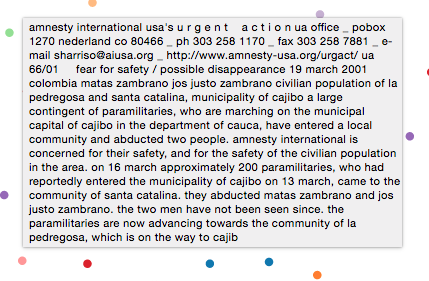 amnesty international usa's u r g e n t    a c t i o n ua office _ pobox
1270 nederland co 80466 _ ph 303 258 1170 _ fax 303 258 7881 _ e-
mail sharriso@aiusa.org _ http://www.amnesty-usa.org/urgact/ ua
66/01    fear for safety / possible disappearance 19 march 2001
colombia matas zambrano jos justo zambrano civilian population of la
pedregosa and santa catalina, municipality of cajibo a large
contingent of paramilitaries, who are marching on the municipal
capital of cajibo in the department of cauca, have entered a local
community and abducted two people. amnesty international is
concerned for their safety, and for the safety of the civilian population
in the area. on 16 march approximately 200 paramilitaries, who had
reportedly entered the municipality of cajibo on 13 march, came to the
community of santa catalina. they abducted matas zambrano and jos
justo zambrano. the two men have not been seen since. the
paramilitaries are now advancing towards the community of la
pedregosa, which is on the way to cajib